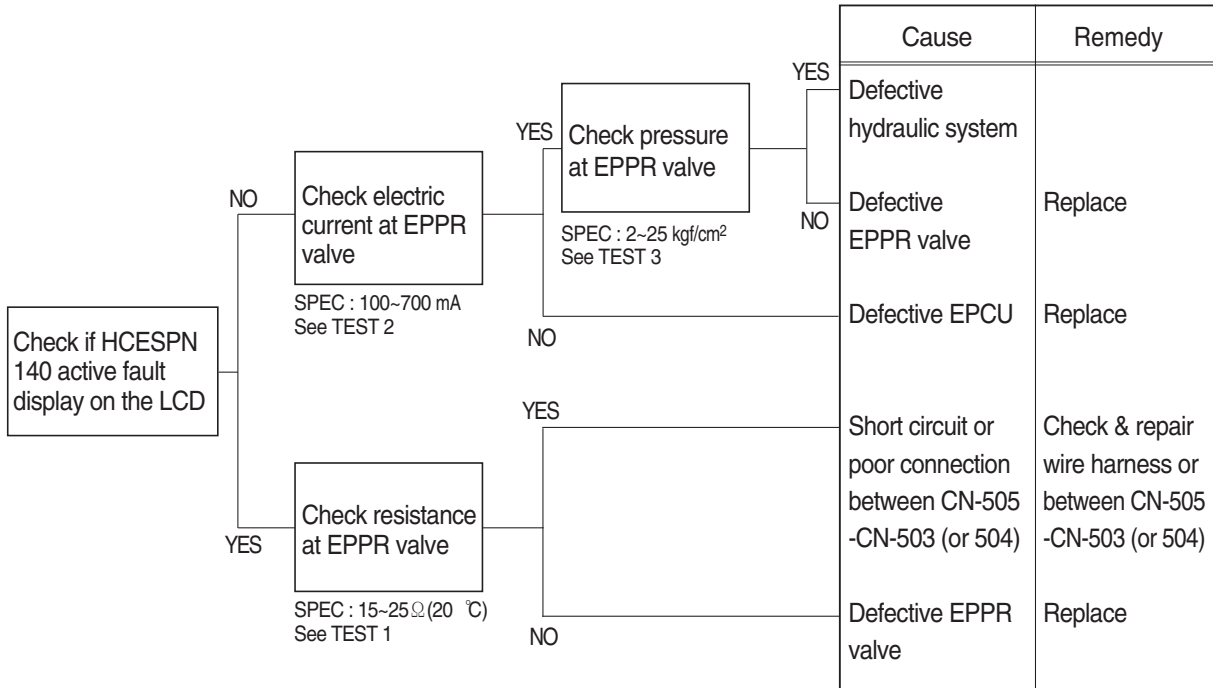 Cause
Remedy
YES
Defective
hydraulic system
YES
Check pressure
at EPPR valve
NO
Check electric
current at EPPR
valve
NO
Defective
EPPR valve
Replace
SPEC : 2~25 kgf/cm²
See TEST 3
SPEC : 100~700 mA
See TEST 2
Defective EPCU
Replace
NO
Check if HCESPN
140 active fault
display on the LCD
YES
Short circuit or
poor connection
between CN-505
-CN-503 (or 504)
Check & repair
wire harness or
between CN-505
-CN-503 (or 504)
YES
Check resistance
at EPPR valve
SPEC : 15~25Ω(20 ℃)
See TEST 1
NO
Defective EPPR
valve
Replace